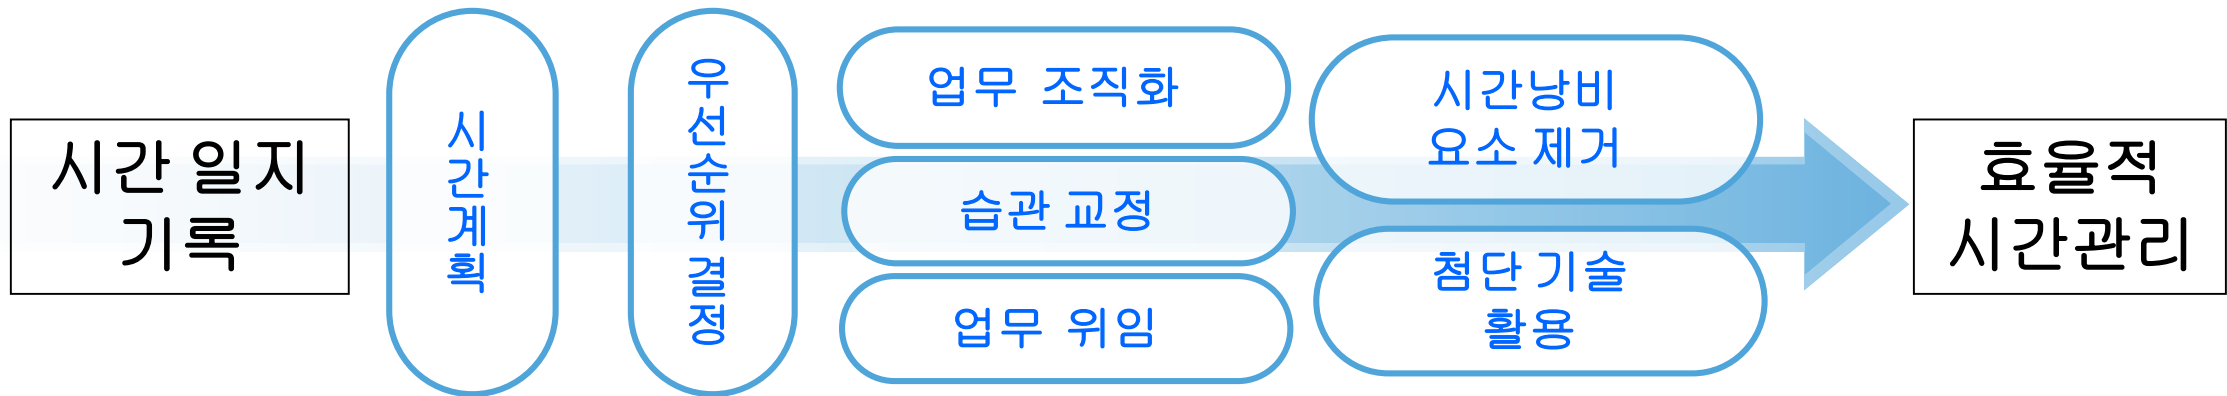 시간 일지
기록
시간계획
우선순위 결정
업무 조직화
습관 교정
업무 위임
시간낭비
요소 제거
첨단 기술
활용
효율적
시간관리